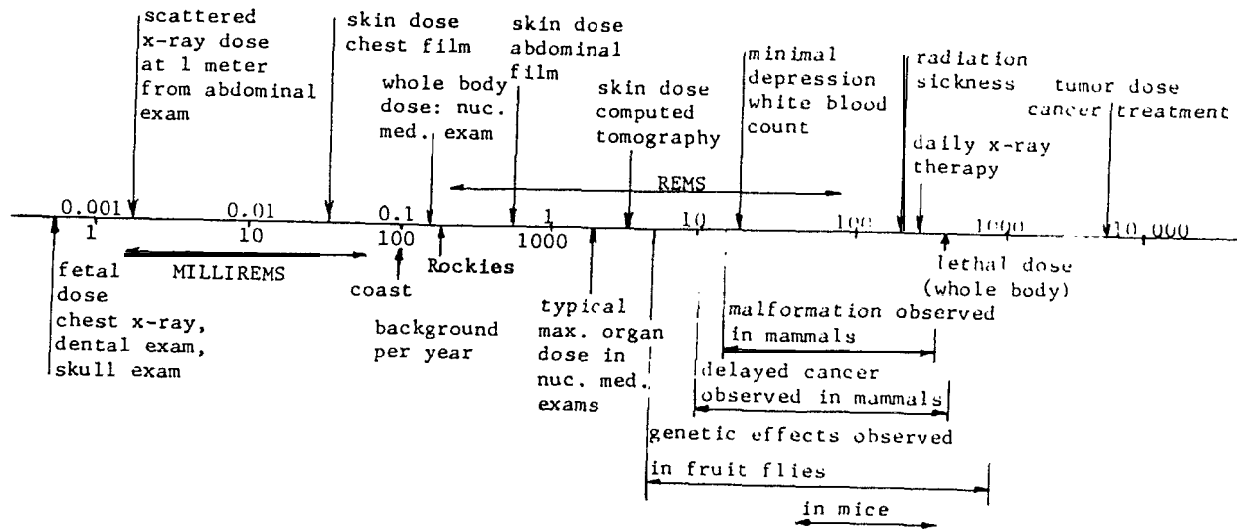 scattered
x-ray dose
at 1 meter
from abdominal
exam
skin dose
chest film
whole body
dose: nuc.
med. exam
skin dose
abdominal
film
skin dose
computed
tomography
minimal
depression
white blood
count
radiation
sickness
daily x-ray
therapy
tumor dose
cancer treatment
REMS
0.001 0.01 0.1 1 10 100 1000 10,000
1 10 100 1000
MILLIREMS
fetal
dose
chest x-ray,
dental exam,
skull exam
Rockies
coast
background
per year
typical
max. organ
dose in
nuc. med.
exams
lethal dose
(whole body)
malformation observed
in mammals
delayed cancer
observed in mammals
genetic effects observed
in fruit flies
in mice